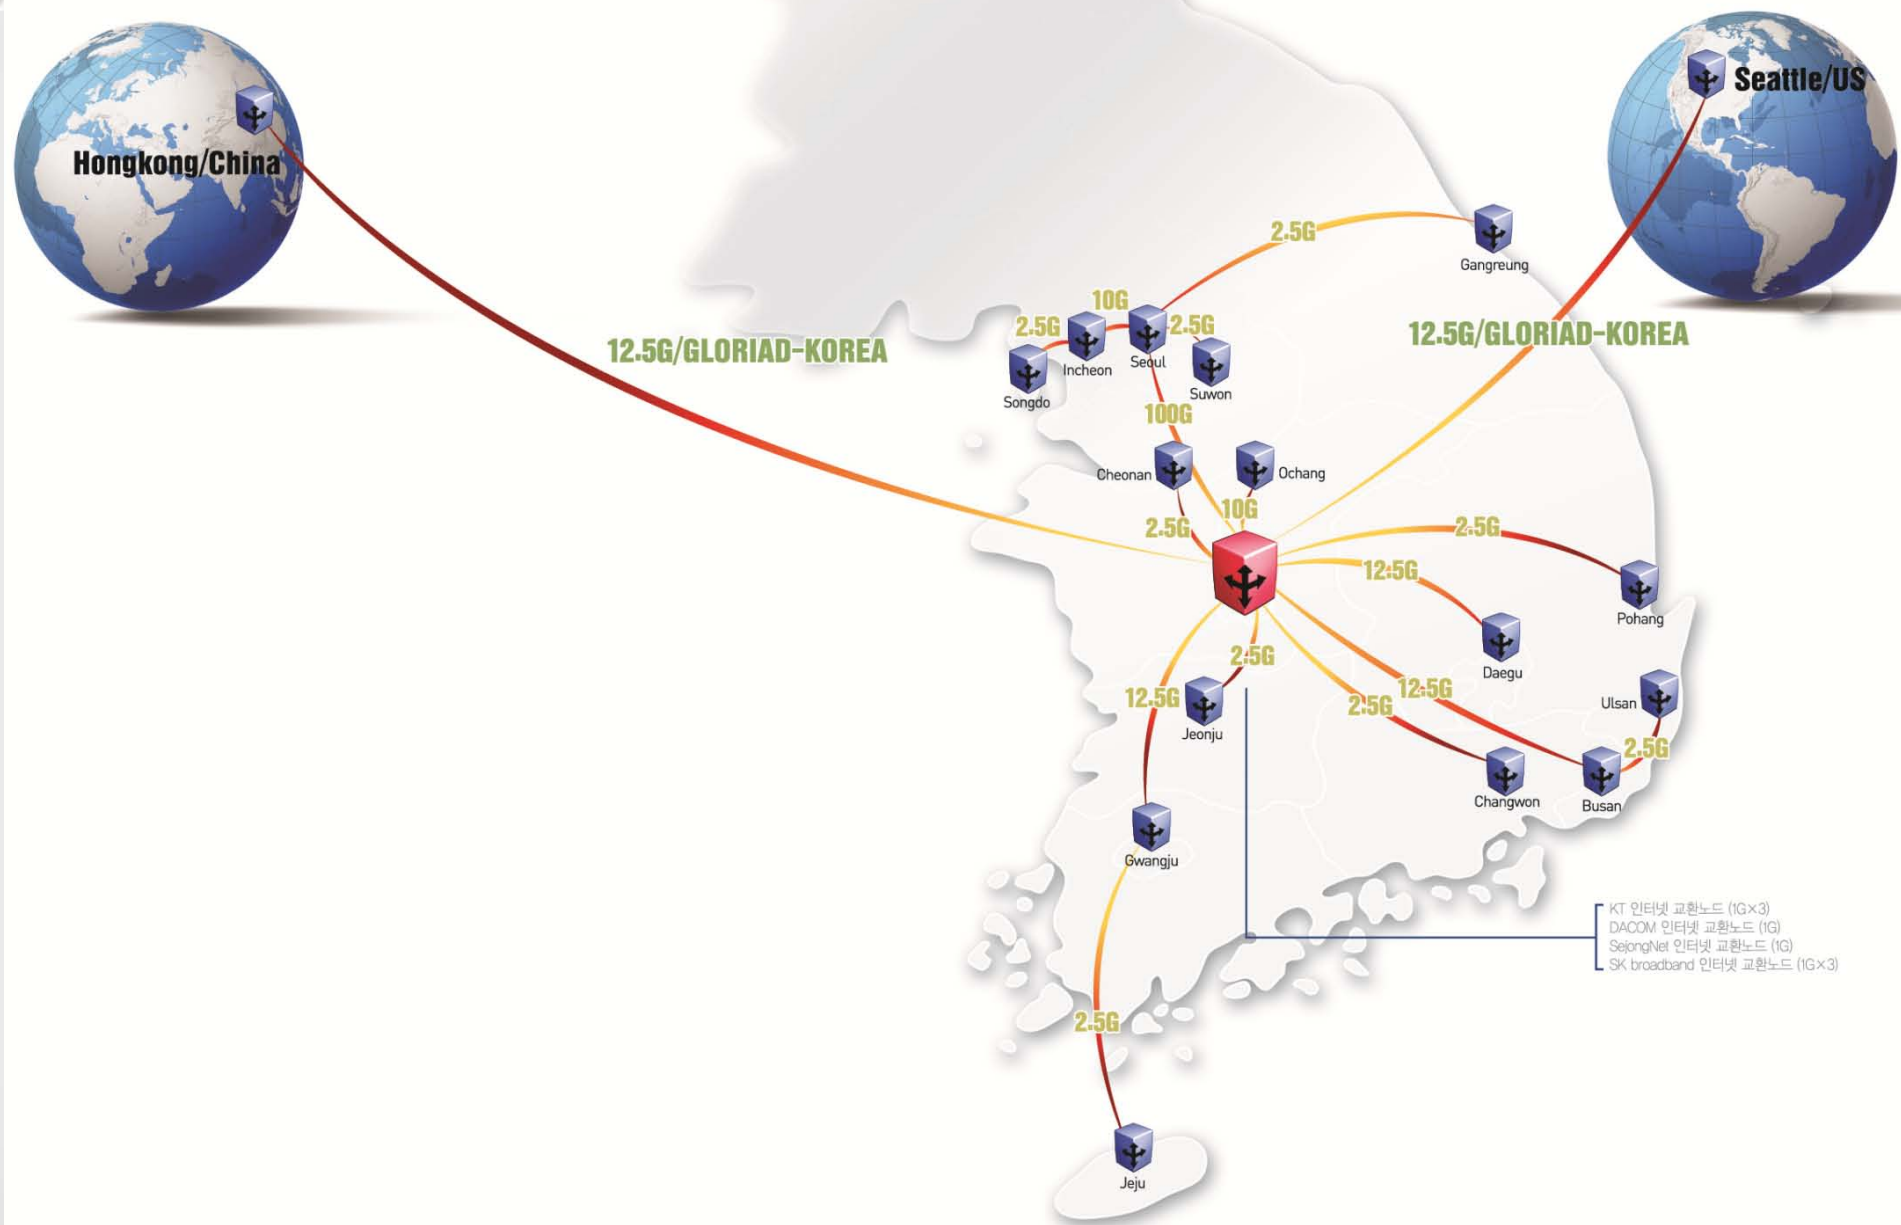 Hongkong/China
Seattle/US
2.5G
Gangreung
10G
2.5G
2.5G
12.5G/GLORIAD-KOREA
12.5G/GLORIAD-KOREA
Incheon
Seoul
Suwon
Songdo
100G
Cheonan
Ochang
10G
2.5G
2.5G
12.5G
Pohang
2.5G
Daegu
12.5G
12.5G
2.5G
Ulsan
Jeonju
2.5G
Changwon
Busan
Gwangju
KT 인터넷 교환노드 (1G×3)
DACOM 인터넷 교환노드 (1G)
SejongNet 인터넷 교환노드 (1G)
SK broadband 인터넷 교환노드 (1G×3)
2.5G
Jeju